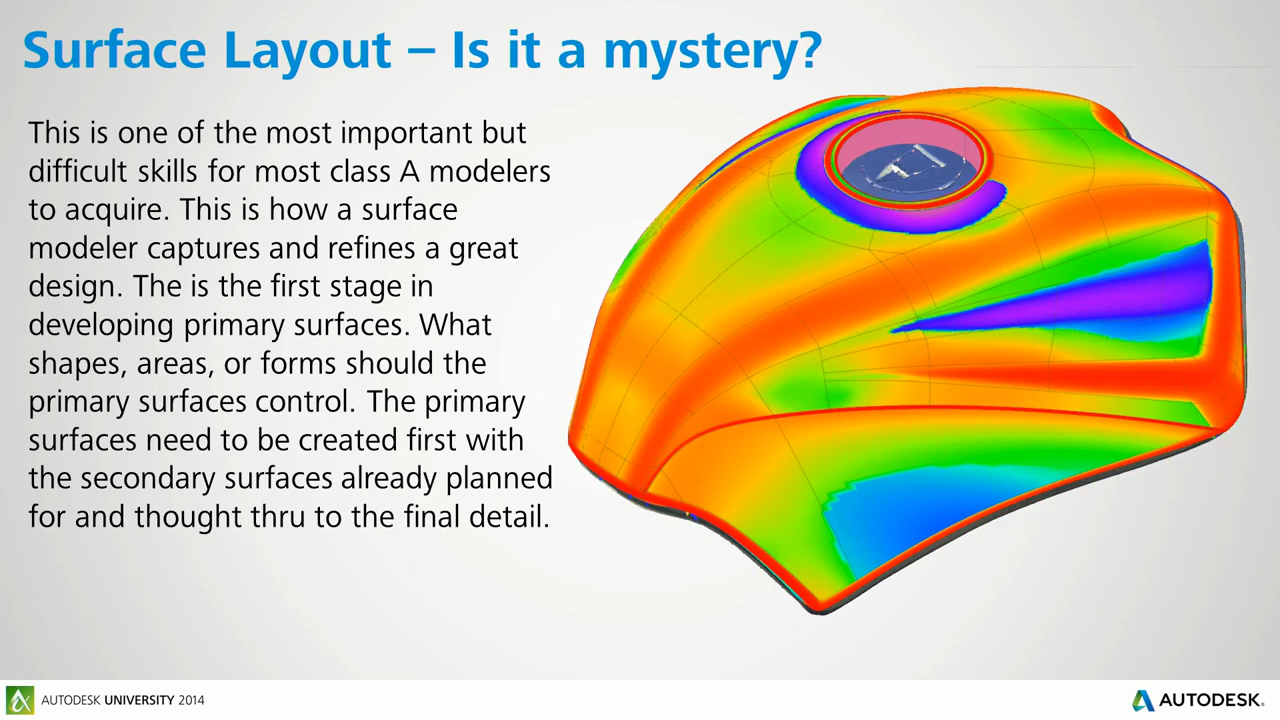 Surface Layout – Is it a mystery?
This is one of the most important but
difficult skills for most class A modelers
to acquire. This is how a surface
modeler captures and refines a great
design. The is the first stage in
developing primary surfaces. What
shapes, areas, or forms should the
primary surfaces control. The primary
surfaces need to be created first with
the secondary surfaces already planned
for and thought thru to the final detail.
AUTODESK UNIVERSITY 2014
AUTODESK.